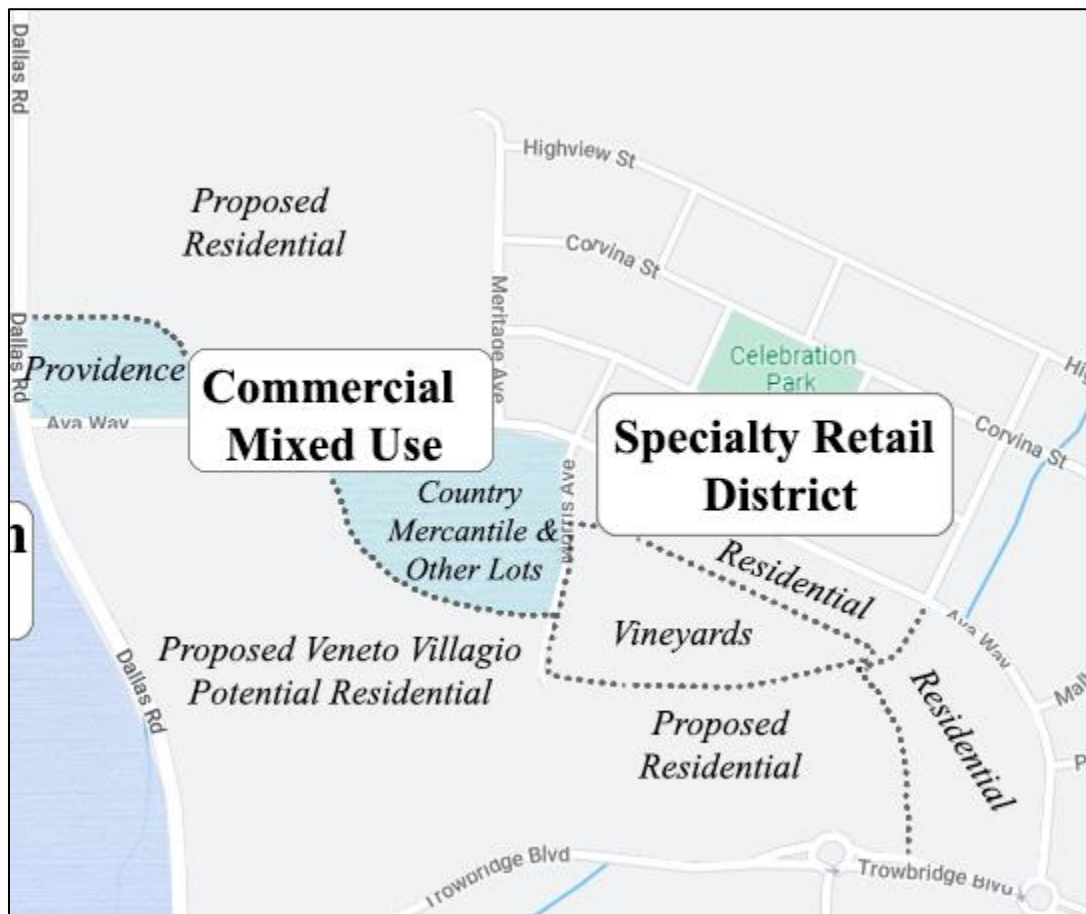 Dallas Rd
Highview St
Proposed
Residential
Corvina St
Meritage Ave
Dallas Rd
Providence
Celebration
Park
Commercial
Mixed Use
Ava Way
Specialty Retail
District
Corvina St
Country
Mercantile &
Other Lots
Morris Ave
Residential
Vineyards
Ava Way
Proposed Veneto Villagio
Potential Residential
Dallas Rd
Residential
Proposed
Residential
Trowbridge Blvd
Trowbridge Blvd